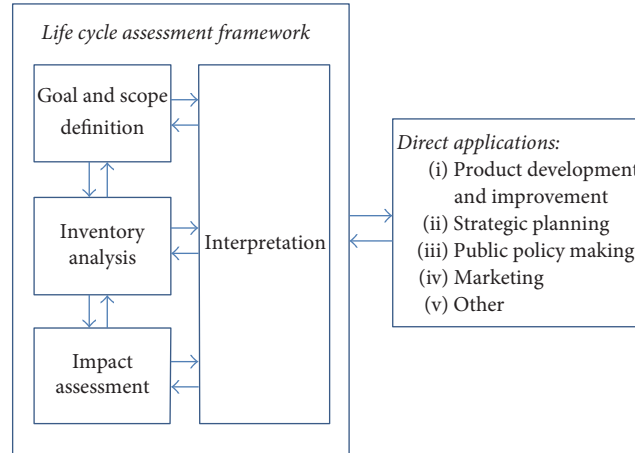 Life cycle assessment framework
Goal and scope
definition
Inventory
analysis
Impact
assessment
Interpretation
Direct applications:
(i) Product development
and improvement
(ii) Strategic planning
(iii) Public policy making
(iv) Marketing
(v) Other